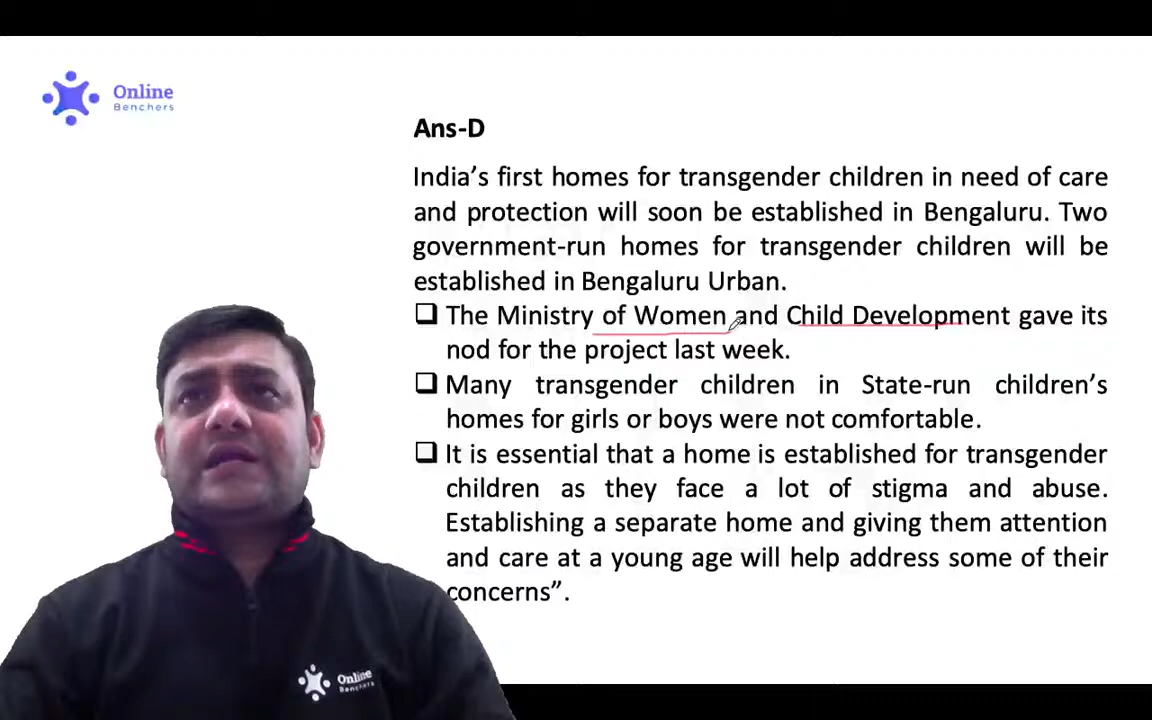 Online
Benchers
Ans-D
India’s first homes for transgender children in need of care
and protection will soon be established in Bengaluru. Two
government-run homes for transgender children will be
established in Bengaluru Urban.
❑ The Ministry of Women and Child Development gave its
nod for the project last week.
❑ Many transgender children in State-run children’s
homes for girls or boys were not comfortable.
❑ It is essential that a home is established for transgender
children as they face a lot of stigma and abuse.
Establishing a separate home and giving them attention
and care at a young age will help address some of their
concerns”.
Online
Benchers